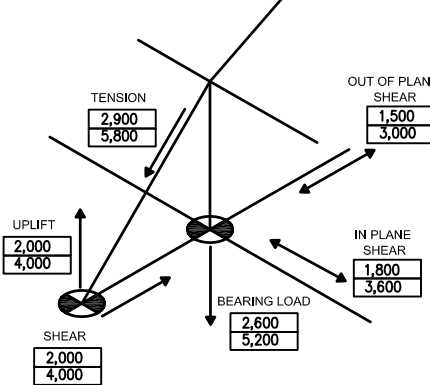 TENSION
2,900
5,800
OUT OF PLAN
SHEAR
1,500
3,000
UPLIFT
2,000
4,000
IN PLANE
SHEAR
1,800
3,600
BEARING LOAD
2,600
5,200
SHEAR
2,000
4,000